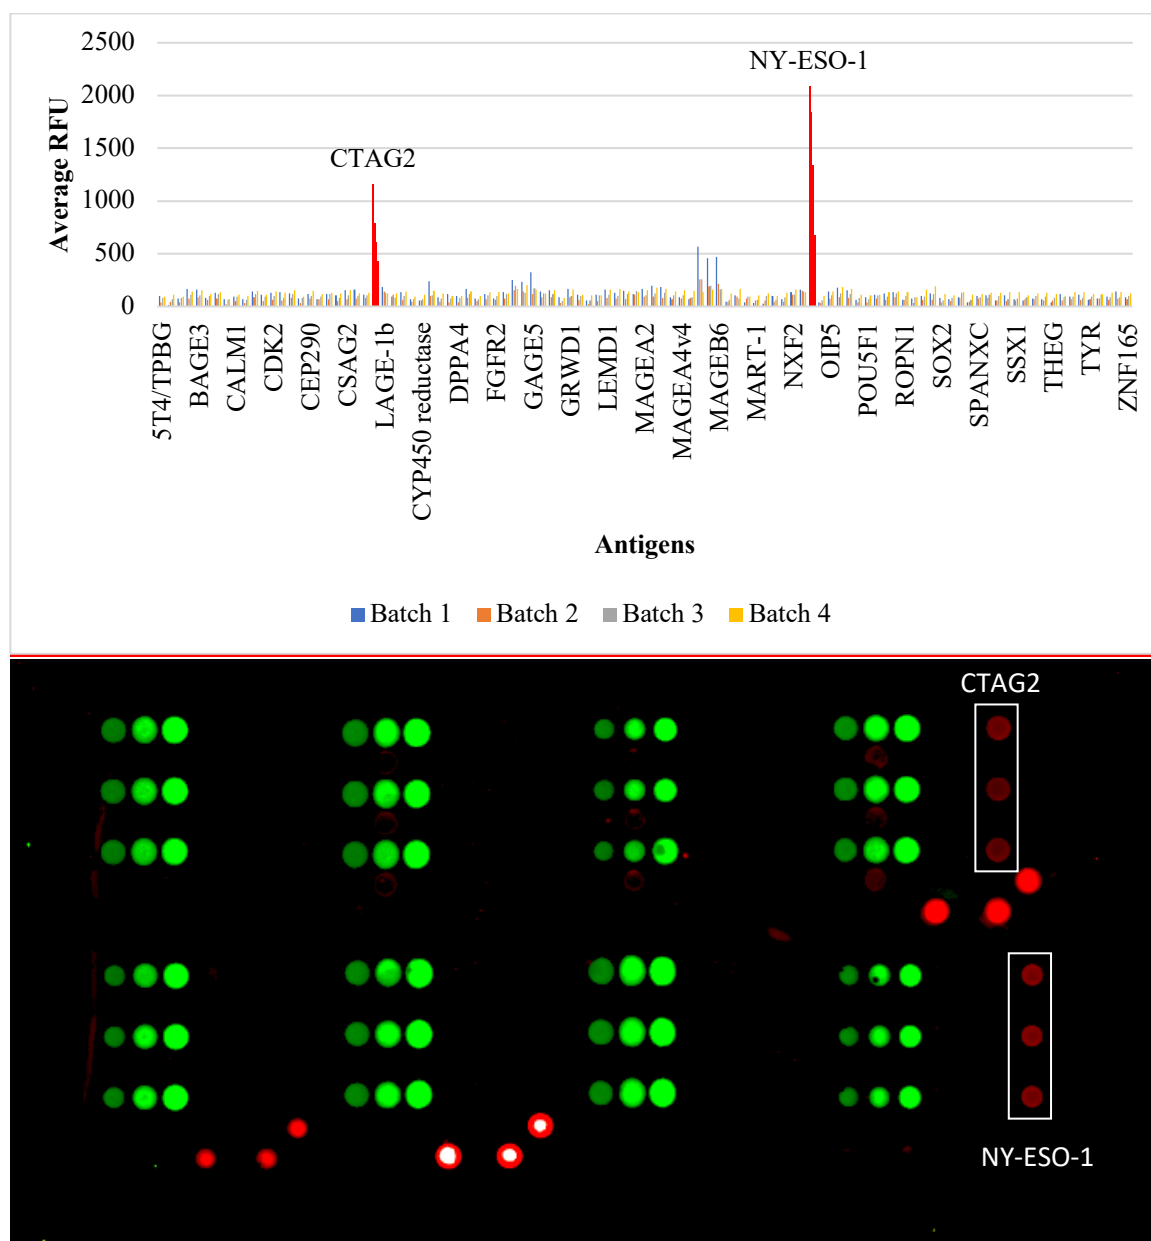 2500
2000
1500
1000
500
0
Average RFU
CTAG2
NY-ESO-1
5T4/TPBG
BAGE3
CALM1
CDK2
CEP290
CSAG2
LAGE-1b
CYP450 reductase
DPPA4
FGFR2
GAGE5
GRWD1
LEMD1
MAGEA2
MAGEA4v4
MAGEB6
MART-1
NXF2
OIP5
POU5F1
ROPN1
SOX2
SPANXC
SSX1
THEG
TYR
ZNF165
Antigens
Batch 1 Batch 2 Batch 3 Batch 4
CTAG2
NY-ESO-1